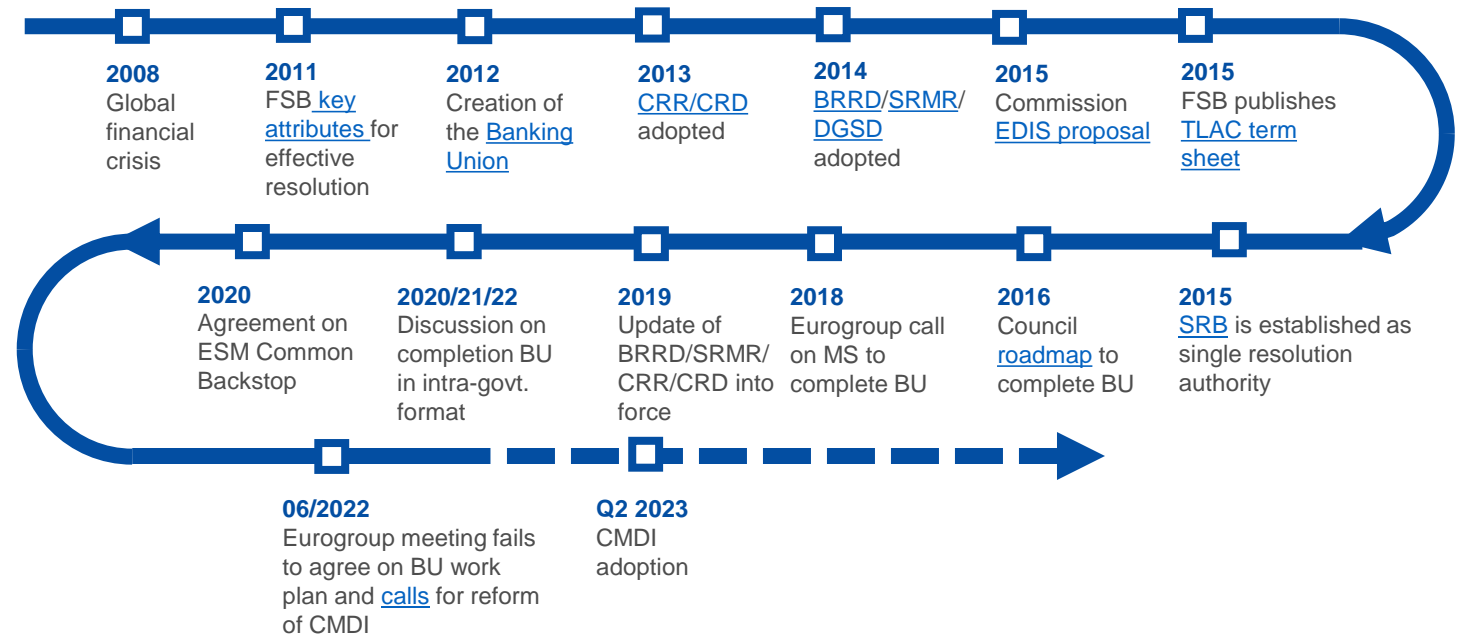 2008
Global
financial
crisis
2011
FSB key
attributes for
effective
resolution
2012
Creation of
the Banking
Union
2013
CRR/CRD
adopted
2014
BRRD/SRMR/
DGSD
adopted
2015
Commission
EDIS proposal
2015
FSB publishes
TLAC term
sheet
2020
Agreement on
ESM Common
Backstop
2020/21/22
Discussion on
completion BU
in intra-govt.
format
2019
Update of
BRRD/SRMR/
CRR/CRD into
force
2018
Eurogroup call
on MS to
complete BU
2016
Council
roadmap to
complete BU
2015
SRB is established as
single resolution
authority
06/2022
Eurogroup meeting fails
to agree on BU work
plan and calls for reform
of CMDI
Q2 2023
CMDI
adoption